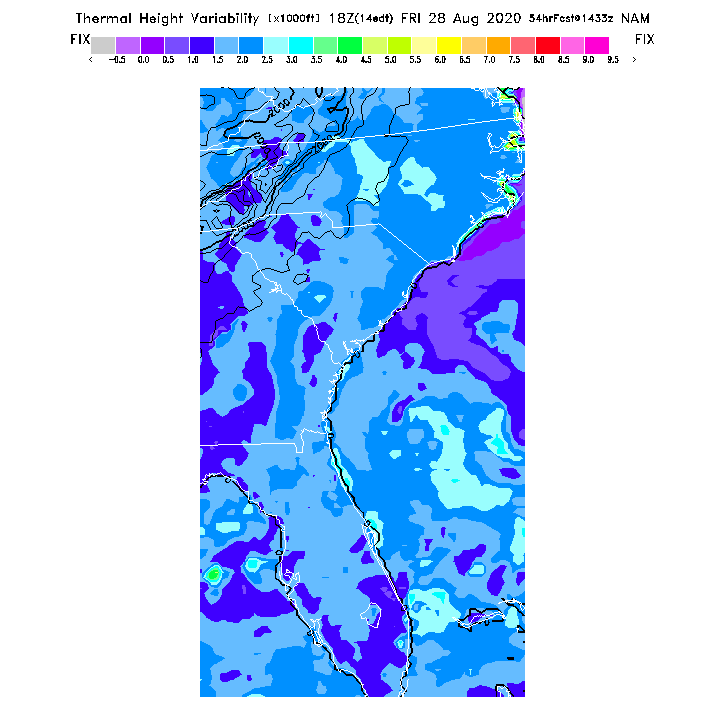 Thermal Height Variability [x1000ft] 18Z(14edt) FRI 28 Aug 2020 54hrFcst@1433z NAM
FIX FIX
< -0.5 0.0 0.5 1.0 1.5 2.0 2.5 3.0 3.5 4.0 4.5 5.0 5.5 6.0 6.5 7.0 7.5 8.0 8.5 9.0 9.5 >
2000